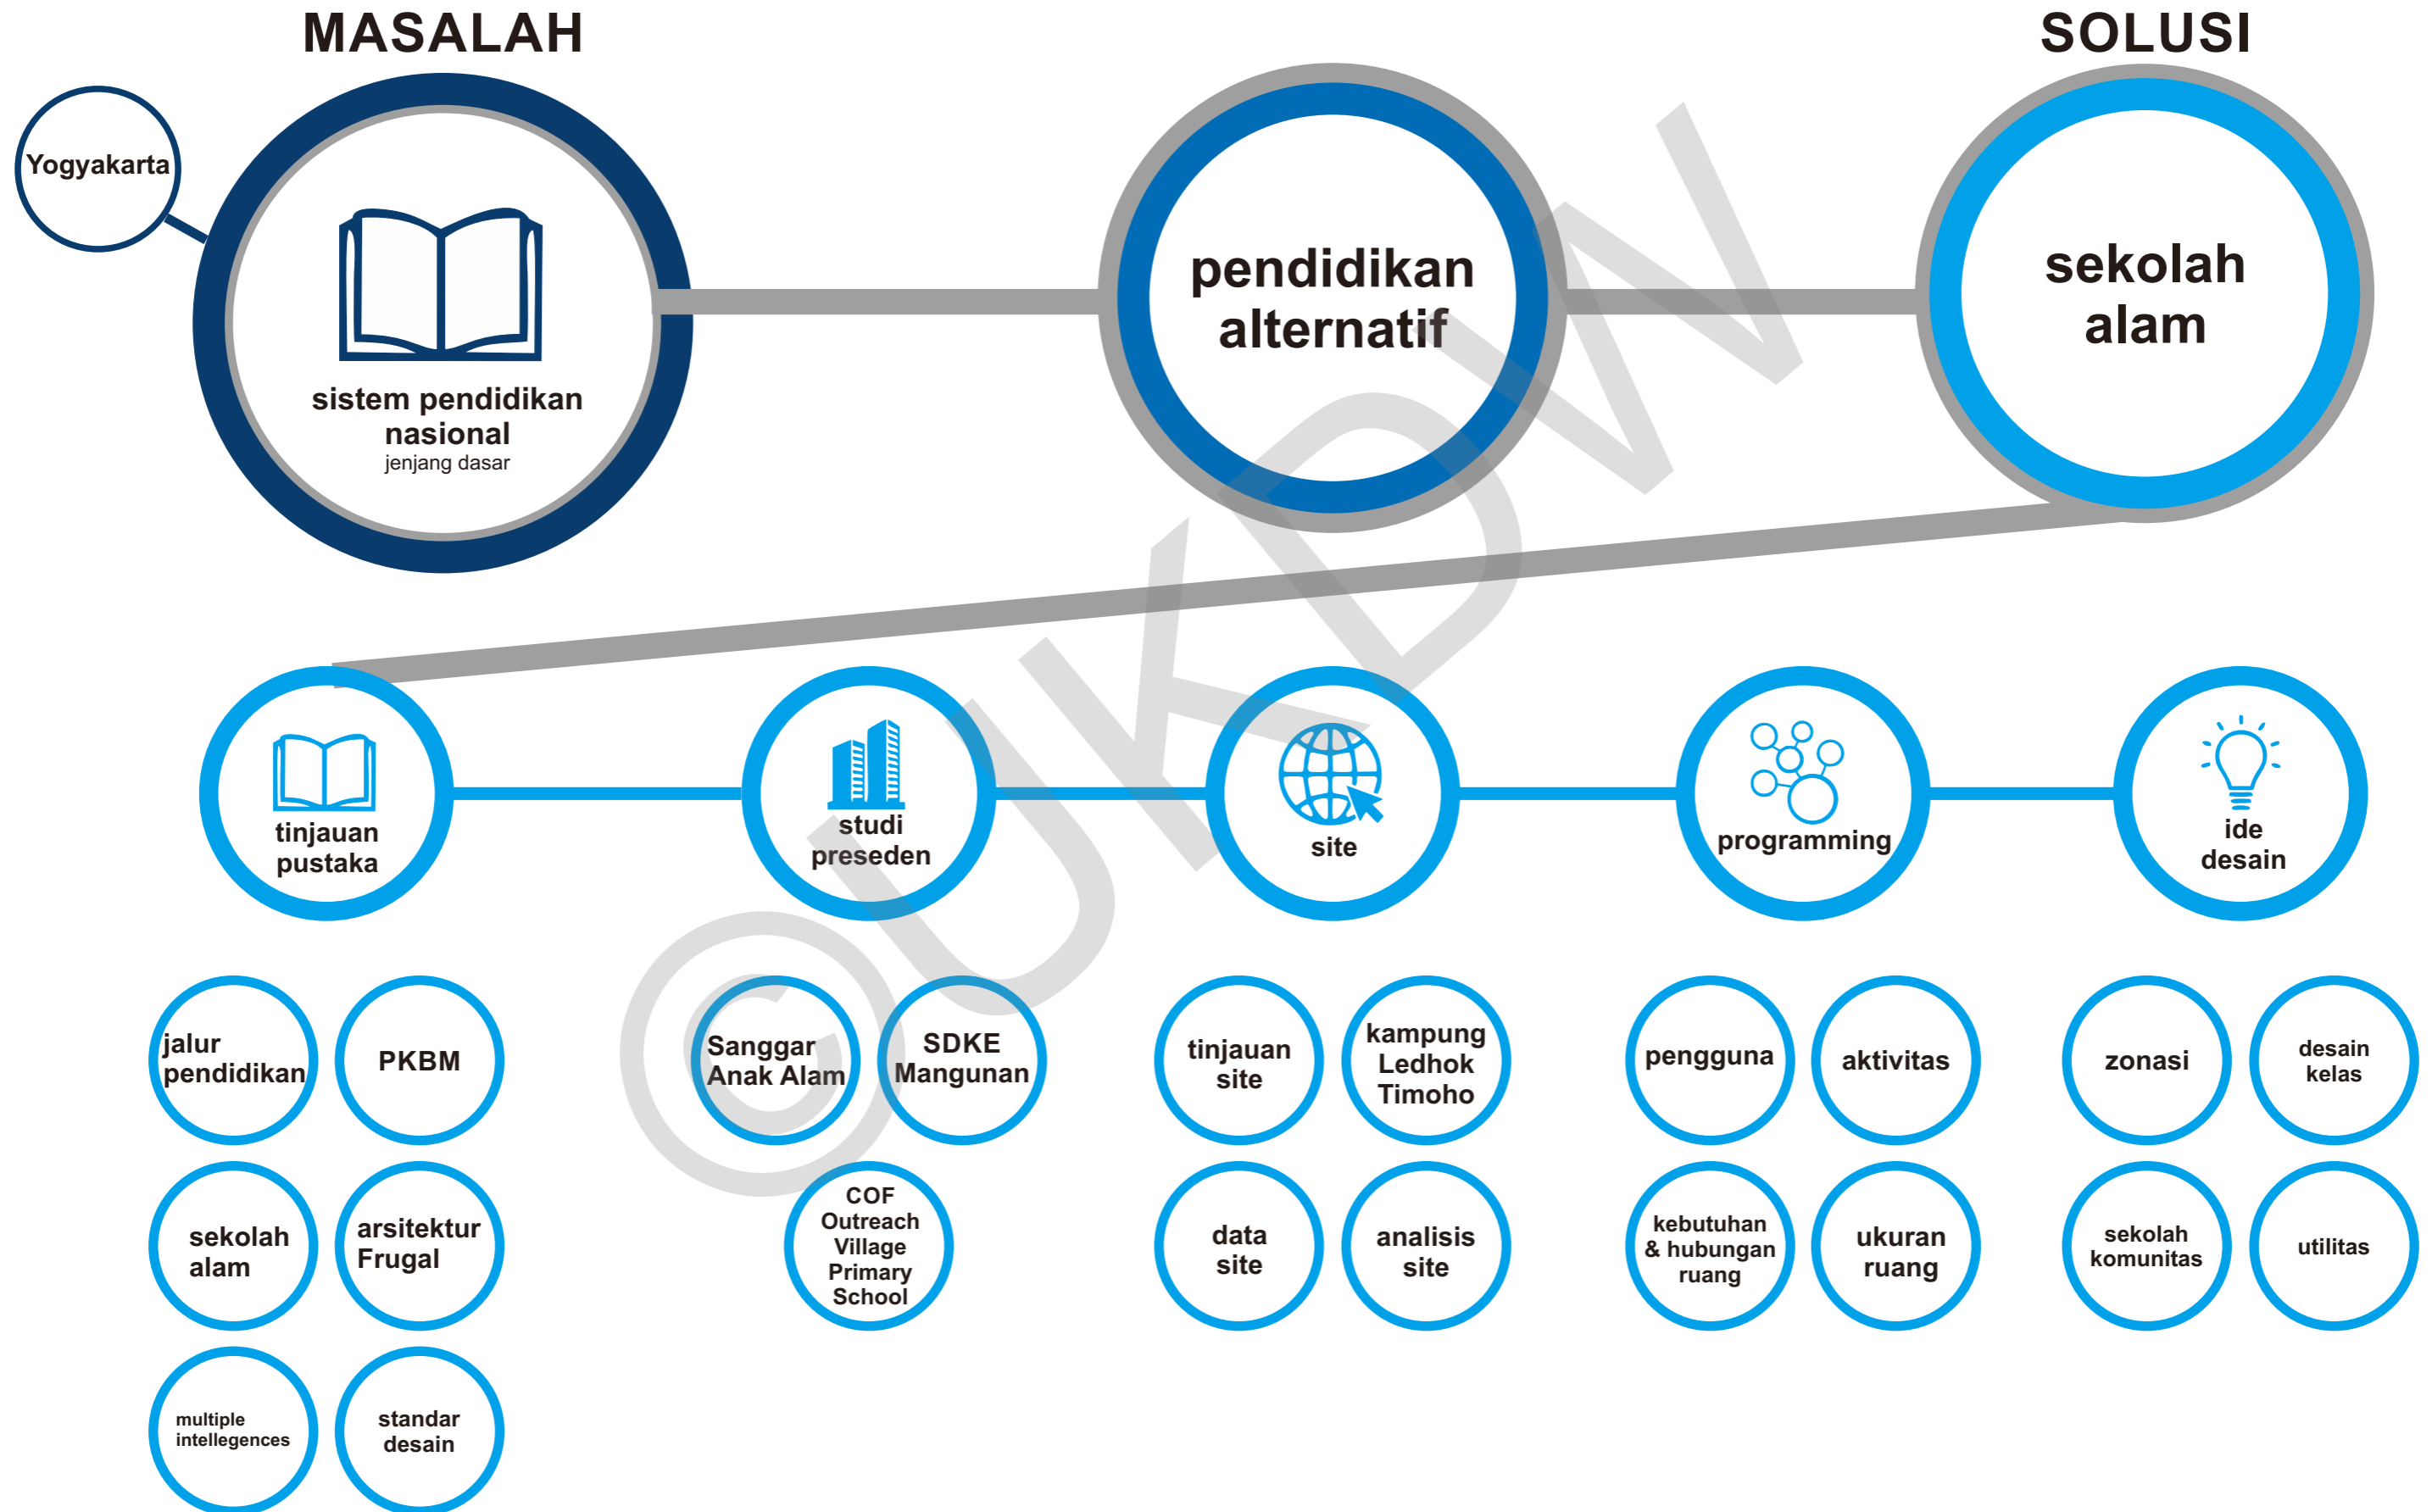 MASALAH
SOLUSI
Yogyakarta
sistem pendidikan
nasional
jenjang dasar
pendidikan
alternatif
sekolah
alam
tinjauan
pustaka
studi
preseden
site
programming
ide
desain
jalur
pendidikan
PKBM
sekolah
alam
arsitektur
Frugal
multiple
intellegences
standar
desain
Sanggar
Anak Alam
SDKE
Mangunan
COF
Outreach
Village
Primary
School
tinjauan
site
kampung
Ledhok
Timoho
data
site
analisis
site
pengguna
aktivitas
kebutuhan
& hubungan
ruang
ukuran
ruang
zonasi
desain
kelas
sekolah
komunitas
utilitas
©UKDW